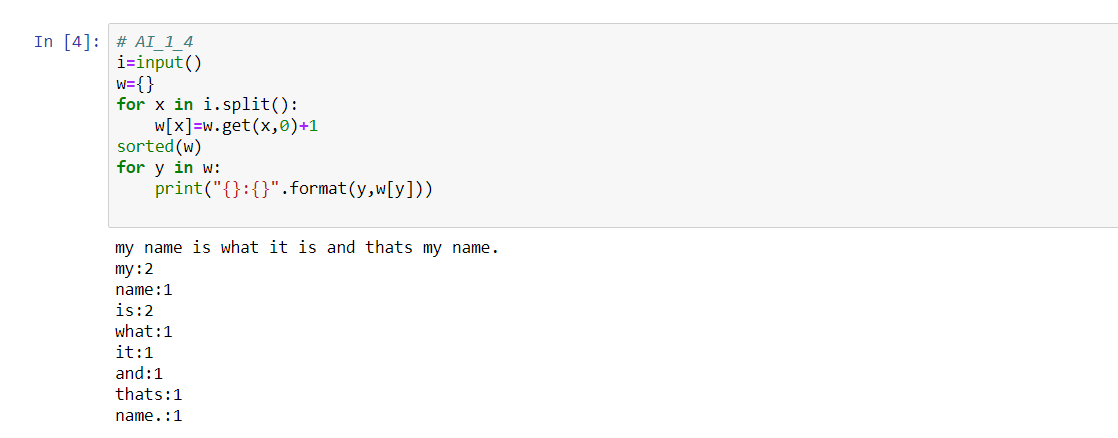 In [4]: # AI_1_4
i=input()
w={}
for x in i.split():
    w[x]=w.get(x,0)+1
sorted(w)
for y in w:
    print("{}:{}".format(y,w[y]))
my name is what it is and thats my name.
my:2
name:1
is:2
what:1
it:1
and:1
thats:1
name.:1